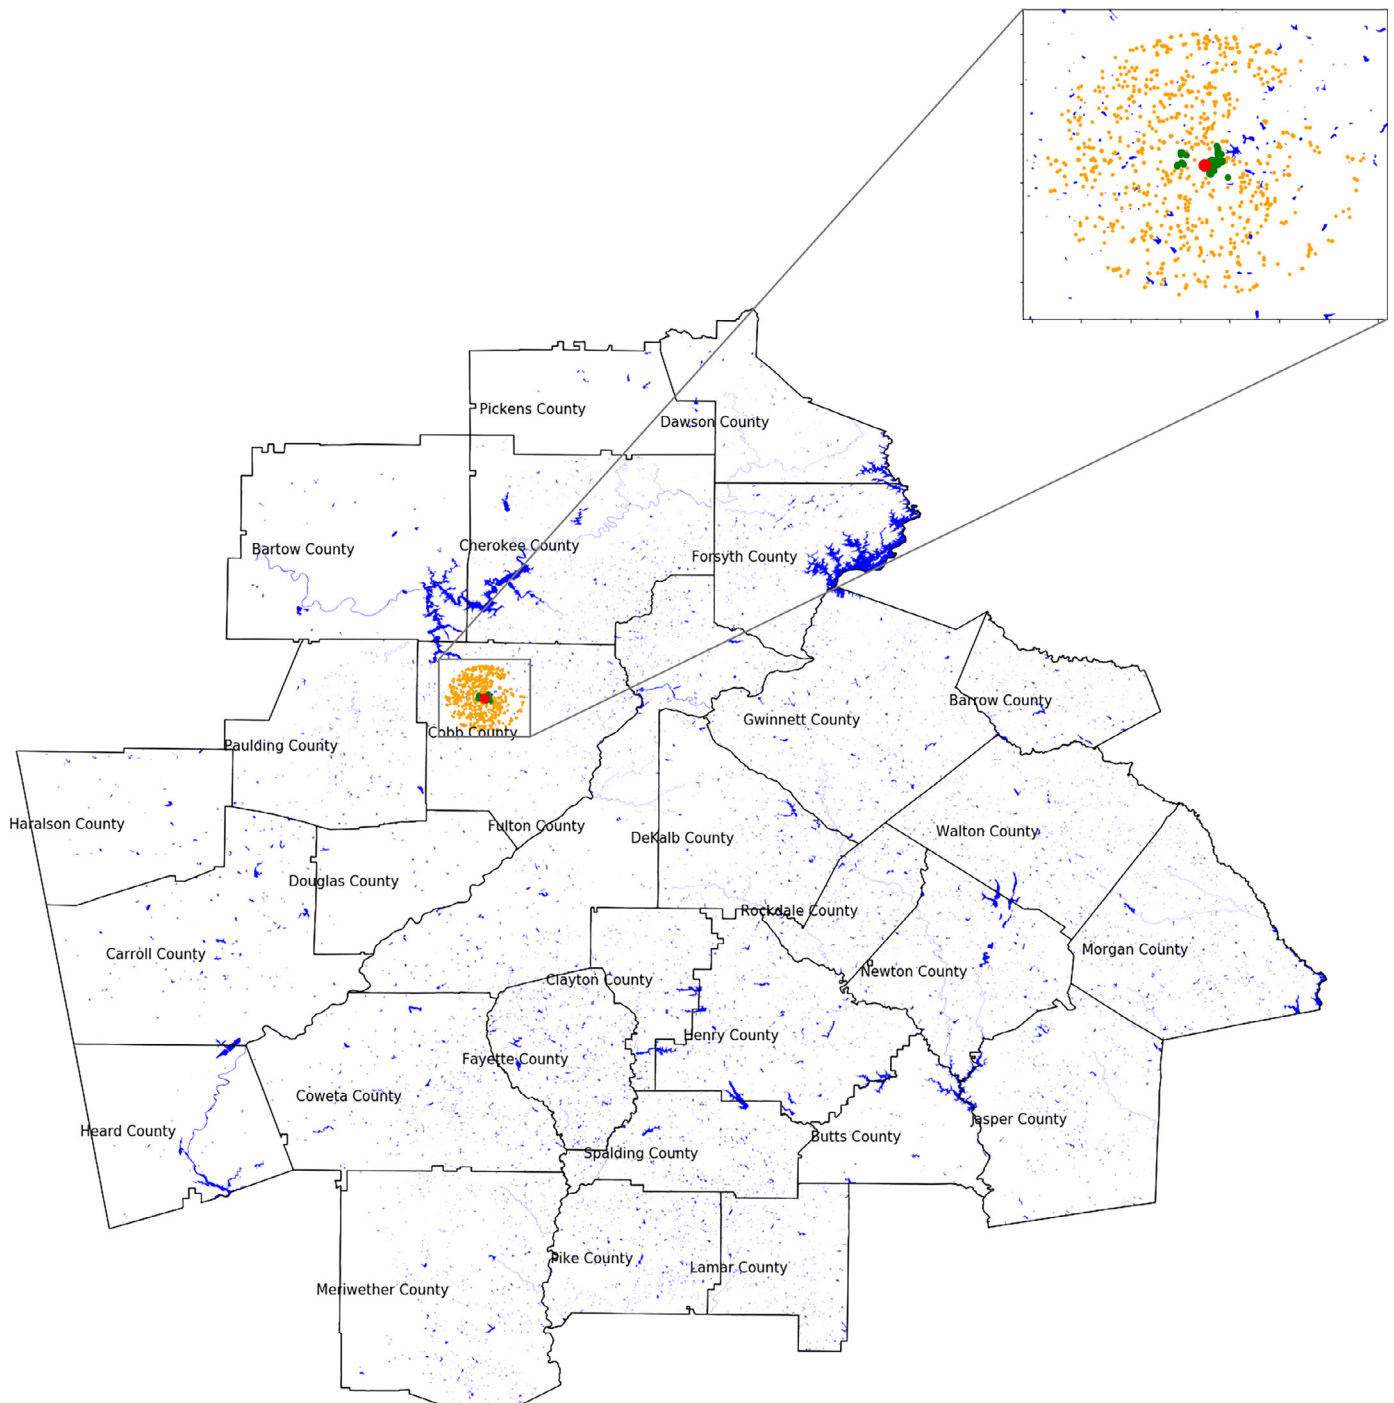 Pickens County
Dawson County
Bartow County
Cherokee County
Forsyth County
Barrow County
Gwinnett County
Cobb County
Paulding County
Haralson County
Fulton County
DeKalb County
Walton County
Douglas County
Rockdale County
Carroll County
Morgan County
Newton County
Clayton County
Henry County
Fayette County
Coweta County
Jasper County
Heard County
Butts County
Spalding County
Pike County
Lamar County
Meriwether County